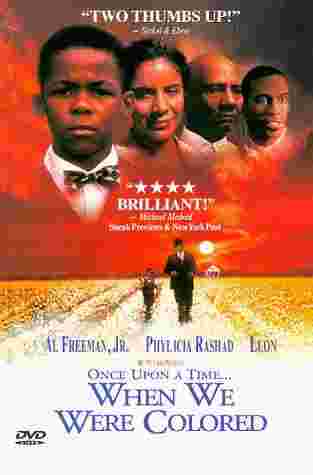 "TWO THUMBS UP!"
— Siskel & Ebert
"★★★★
BRILLIANT!"
— Michael Medved
Sneak Previews & New York Post
AL FREEMAN, JR. PHYLICIA RASHAD LEON
ONCE UPON A TIME...
WHEN WE
WERE COLORED
DVD